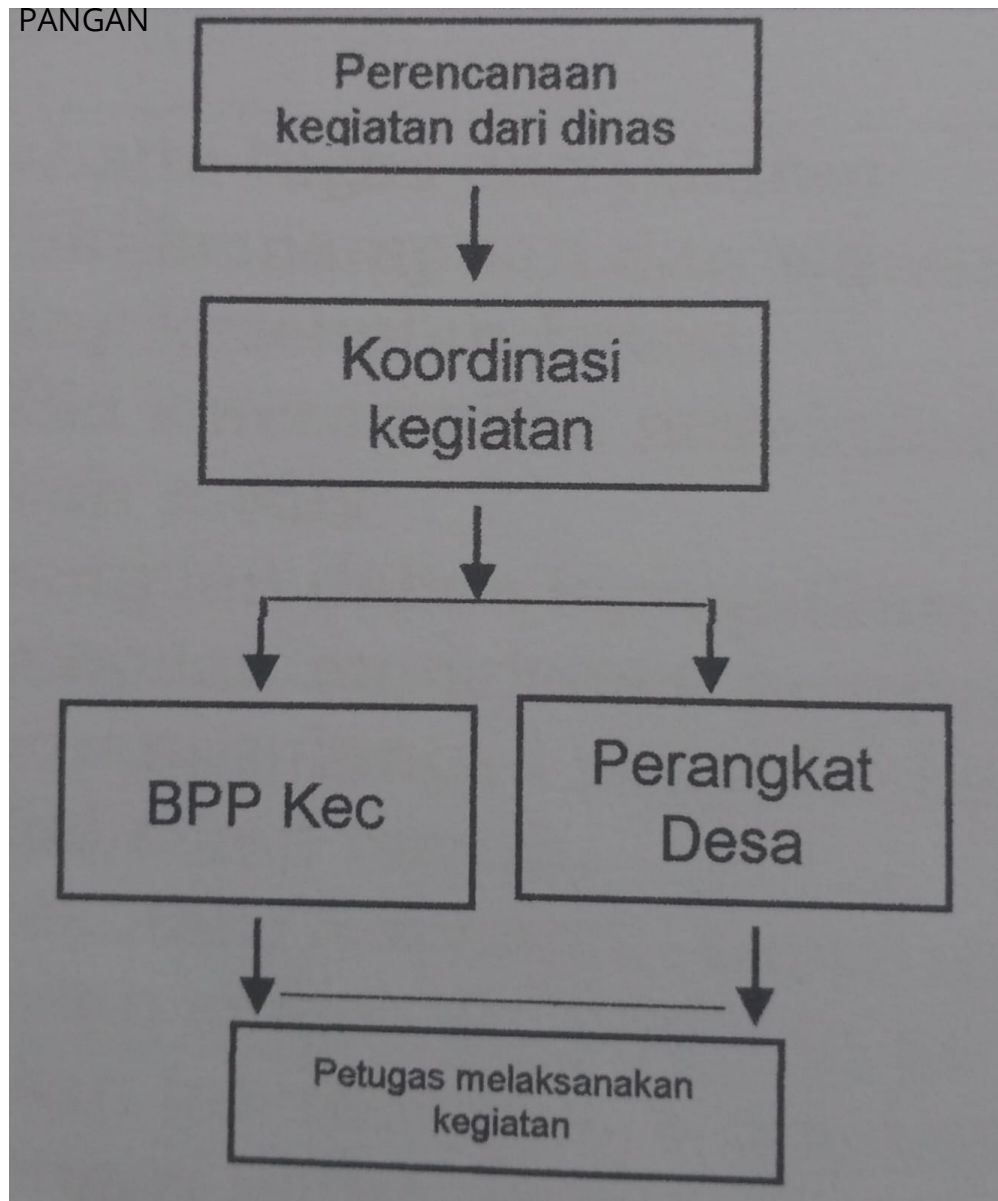 PANGAN
Perencanaan
kegiatan dari dinas
Koordinasi
kegiatan
BPP Kec
Perangkat
Desa
Petugas melaksanakan
kegiatan